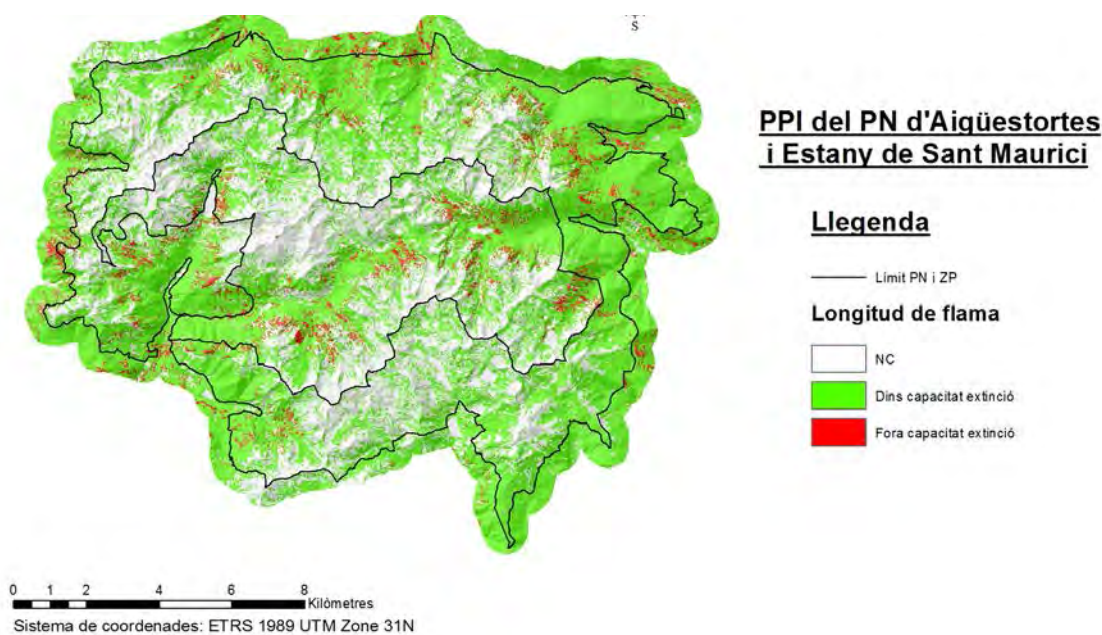 S
PPI del PN d'Aigüestortes
i Estany de Sant Maurici
Llegenda
Límit PN i ZP
Longitud de flama
NC
Dins capacitat extinció
Fora capacitat extinció
0 1 2 4 6 8
Kilòmetres
Sistema de coordenades: ETRS 1989 UTM Zone 31N